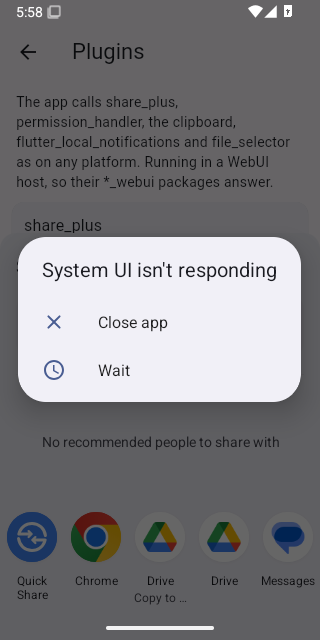 5:58
Plugins
The app calls share_plus,
permission_handler, the clipboard,
flutter_local_notifications and file_selector
as on any platform. Running in a WebUI
host, so their *_webui packages answer.
share_plus
System UI isn't responding
Close app
Wait
No recommended people to share with
Quick
Share
Chrome
Drive
Copy to ...
Drive
Messages